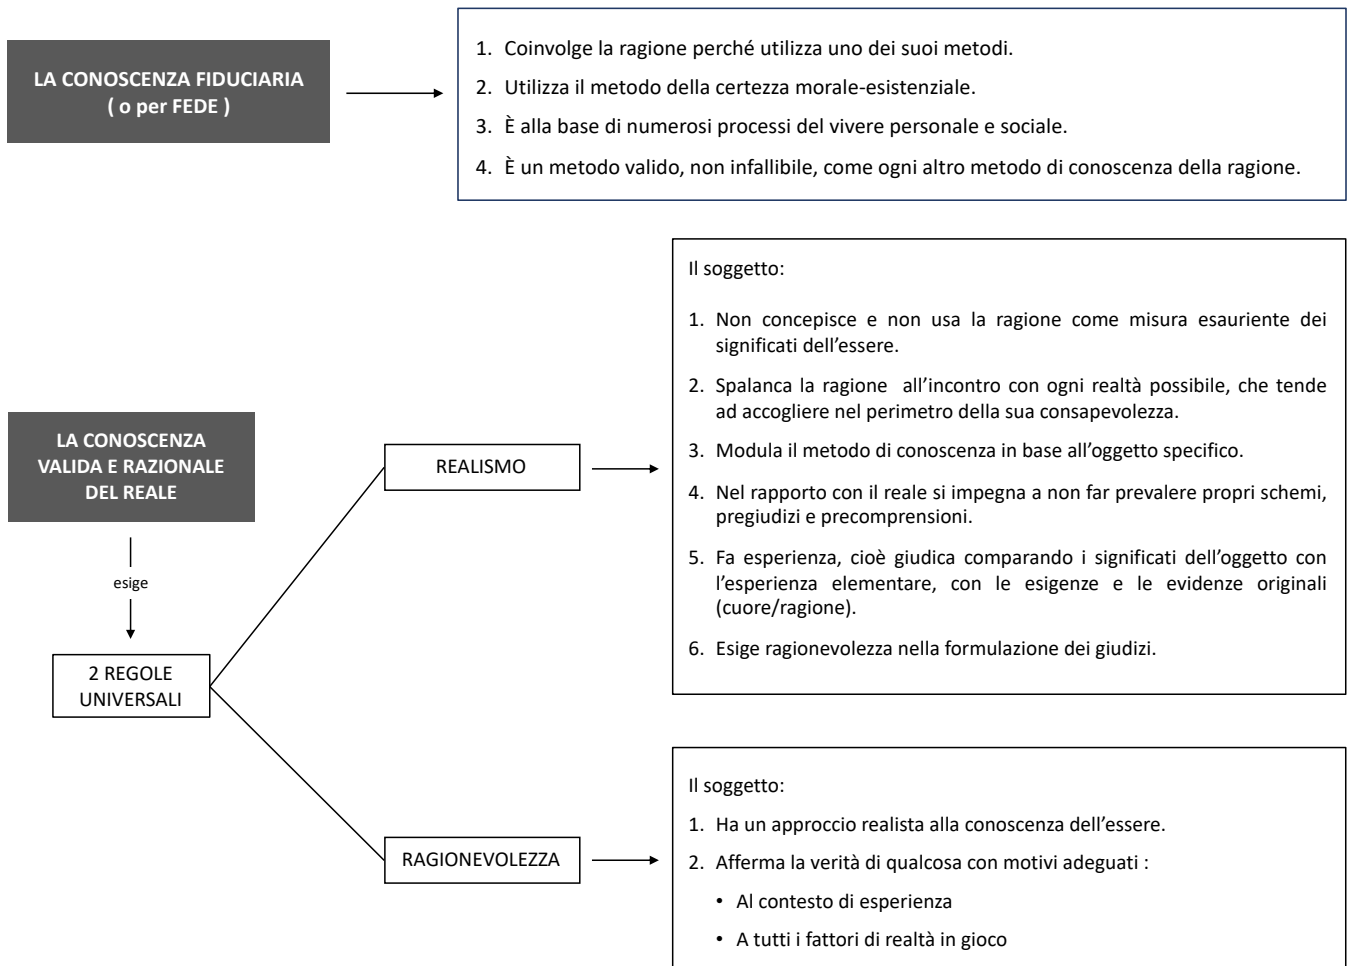 LA CONOSCENZA FIDUCIARIA
( o per FEDE )
1. Coinvolge la ragione perché utilizza uno dei suoi metodi.
2. Utilizza il metodo della certezza morale-esistenziale.
3. È alla base di numerosi processi del vivere personale e sociale.
4. È un metodo valido, non infallibile, come ogni altro metodo di conoscenza della ragione.
LA CONOSCENZA
VALIDA E RAZIONALE
DEL REALE
esige
2 REGOLE
UNIVERSALI
REALISMO
Il soggetto:
1. Non concepisce e non usa la ragione come misura esauriente dei
significati dell’essere.
2. Spalanca la ragione all’incontro con ogni realtà possibile, che tende
ad accogliere nel perimetro della sua consapevolezza.
3. Modula il metodo di conoscenza in base all’oggetto specifico.
4. Nel rapporto con il reale si impegna a non far prevalere propri schemi,
pregiudizi e precomprensioni.
5. Fa esperienza, cioè giudica comparando i significati dell’oggetto con
l’esperienza elementare, con le esigenze e le evidenze originali
(cuore/ragione).
6. Esige ragionevolezza nella formulazione dei giudizi.
RAGIONEVOLEZZA
Il soggetto:
1. Ha un approccio realista alla conoscenza dell’essere.
2. Afferma la verità di qualcosa con motivi adeguati :
• Al contesto di esperienza
• A tutti i fattori di realtà in gioco